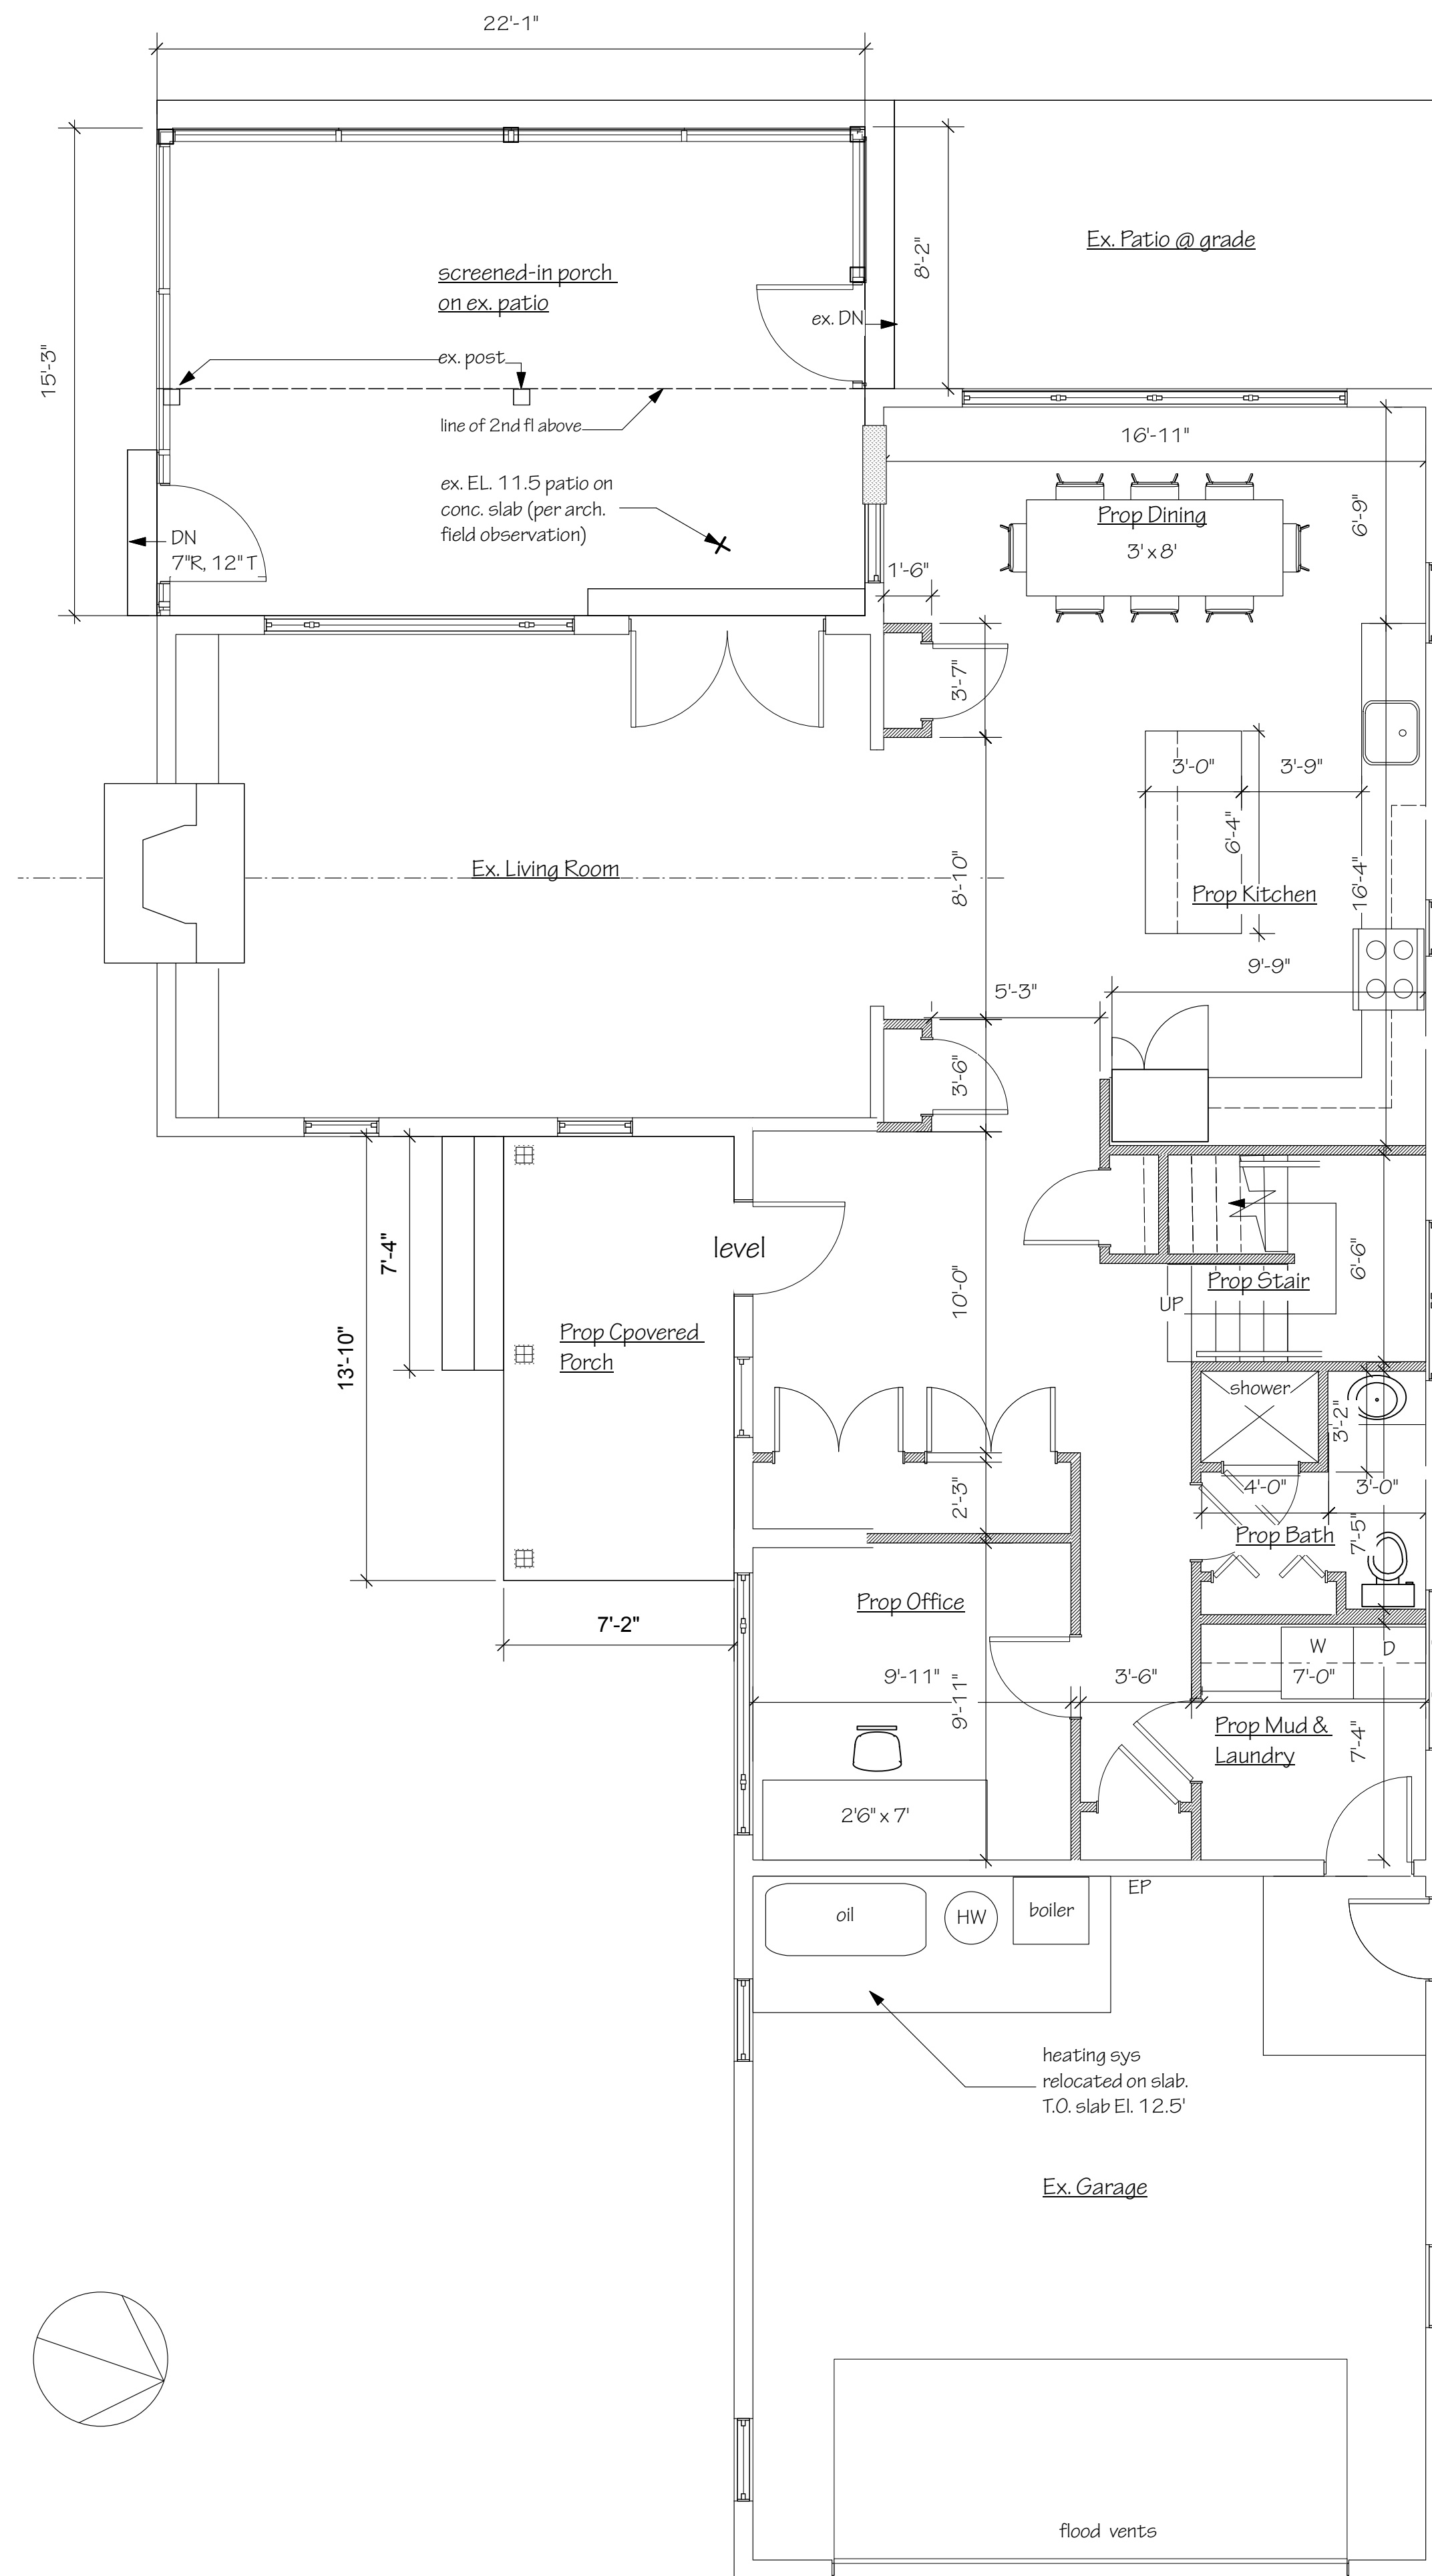 22'-1"
Ex. Patio @ grade
8'-2"
screened-in porch
on ex. patio
ex. DN
15'-3"
ex. post
line of 2nd fl above
16'-11"
ex. EL. 11.5 patio on
conc. slab (per arch.
field observation)
Prop Dining
3' x 8'
6'-9"
DN
7"R, 12" T
1'-6"
3'-7"
3'-0"
3'-9"
6'-4"
Ex. Living Room
8'-10"
Prop Kitchen
16'-4"
9'-9"
5'-3"
3'-6"
7'-4"
level
10'-0"
6'-6"
Prop Stair
UP
13'-10"
Prop Cpovered
Porch
shower
3'-2"
2'-3"
4'-0"
3'-0"
Prop Bath
7'-5"
Prop Office
7'-2"
W
D
9'-11"
9'-11"
3'-6"
7'-0"
Prop Mud &
Laundry
7'-4"
2'6" x 7'
EP
oil
HW
boiler
heating sys
relocated on slab.
T.O. slab El. 12.5'
Ex. Garage
flood vents